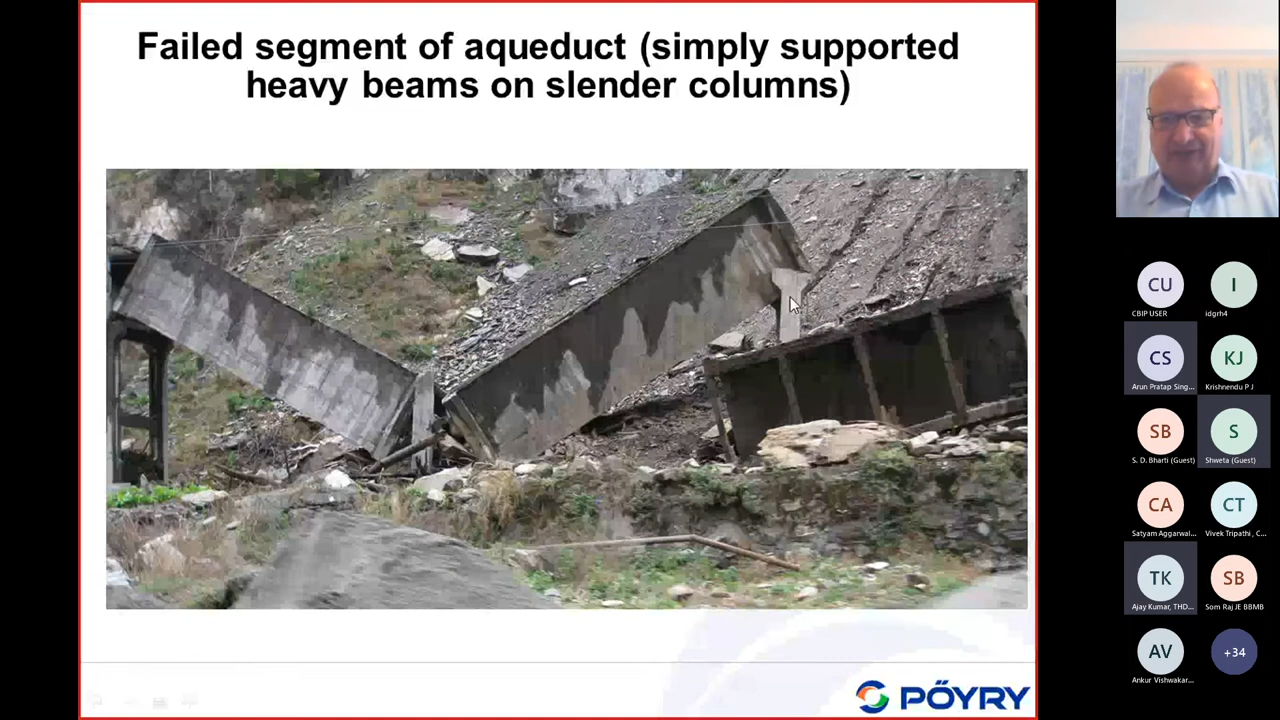 Failed segment of aqueduct (simply supported
heavy beams on slender columns)
PÖYRY
CU
CBIP USER
I
idgrh4
CS
Arun Pratap Sing...
KJ
Krishnendu P J
SB
S. D. Bharti (Guest)
S
Shweta (Guest)
CA
Satyam Aggarwal...
CT
Vivek Tripathi , C...
TK
Ajay Kumar, THD...
SB
Som Raj JE BBMB
AV
Ankur Vishwakar...
+34